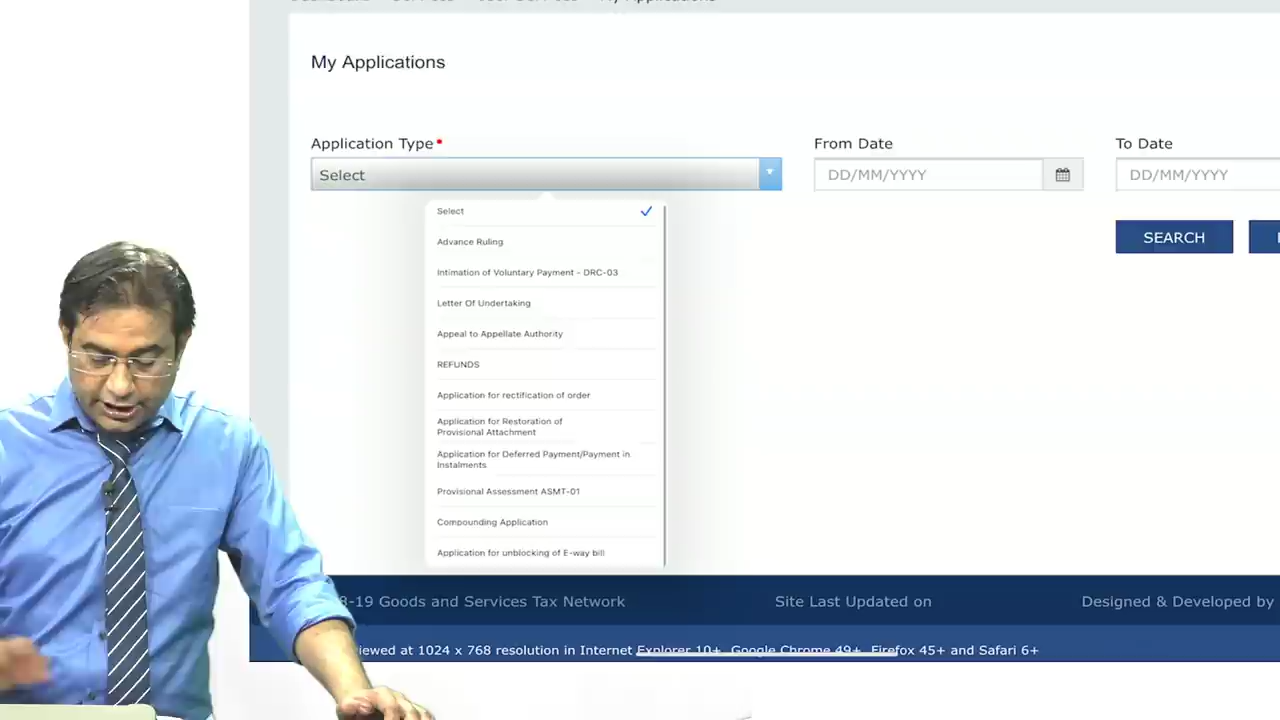 My Applications
My Applications
Application Type*
From Date
To Date
Select
DD/MM/YYYY
DD/MM/YYYY
SEARCH
Select
Advance Ruling
Intimation of Voluntary Payment - DRC-03
Letter Of Undertaking
Appeal to Appellate Authority
REFUNDS
Application for rectification of order
Application for Restoration of
Provisional Attachment
Application for Deferred Payment/Payment in
Instalments
Provisional Assessment ASMT-01
Compounding Application
Application for unblocking of E-way bill
8-19 Goods and Services Tax Network
Site Last Updated on
Designed & Developed by
iewed at 1024 x 768 resolution in Internet Explorer 10+, Google Chrome 49+, Firefox 45+ and Safari 6+